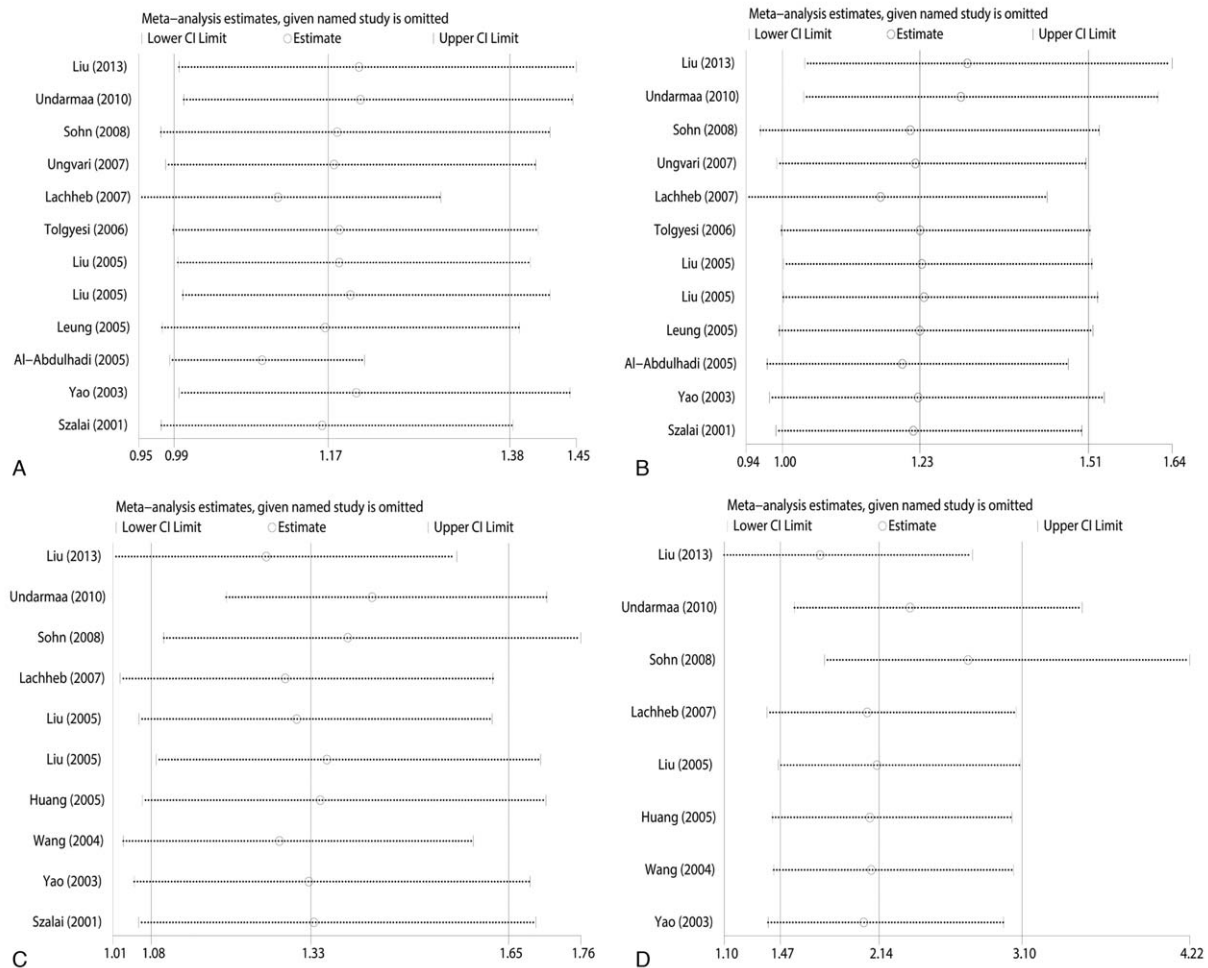 Meta−analysis estimates, given named study is omitted
Lower CI Limit Estimate Upper CI Limit
Liu (2013)
Undarmaa (2010)
Sohn (2008)
Ungvari (2007)
Lachheb (2007)
Tolgyesi (2006)
Liu (2005)
Liu (2005)
Leung (2005)
Al−Abdulhadi (2005)
Yao (2003)
Szalai (2001)
0.95 0.99 1.17 1.38 1.45
A
Meta−analysis estimates, given named study is omitted
Lower CI Limit Estimate Upper CI Limit
Liu (2013)
Undarmaa (2010)
Sohn (2008)
Ungvari (2007)
Lachheb (2007)
Tolgyesi (2006)
Liu (2005)
Liu (2005)
Leung (2005)
Al−Abdulhadi (2005)
Yao (2003)
Szalai (2001)
0.94 1.00 1.23 1.51 1.64
B
Meta−analysis estimates, given named study is omitted
Lower CI Limit Estimate Upper CI Limit
Liu (2013)
Undarmaa (2010)
Sohn (2008)
Lachheb (2007)
Liu (2005)
Liu (2005)
Huang (2005)
Wang (2004)
Yao (2003)
Szalai (2001)
1.01 1.08 1.33 1.65 1.76
C
Meta−analysis estimates, given named study is omitted
Lower CI Limit Estimate Upper CI Limit
Liu (2013)
Undarmaa (2010)
Sohn (2008)
Lachheb (2007)
Liu (2005)
Huang (2005)
Wang (2004)
Yao (2003)
1.10 1.47 2.14 3.10 4.22
D